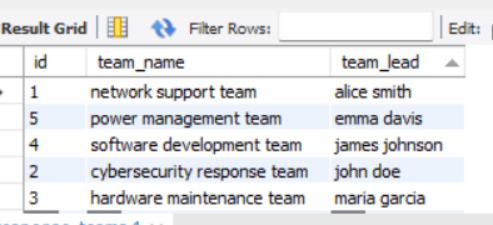 Result Grid Filter Rows: Edit:
id team_name team_lead
1 network support team alice smith
5 power management team emma davis
4 software development team james johnson
2 cybersecurity response team john doe
3 hardware maintenance team maria garcia